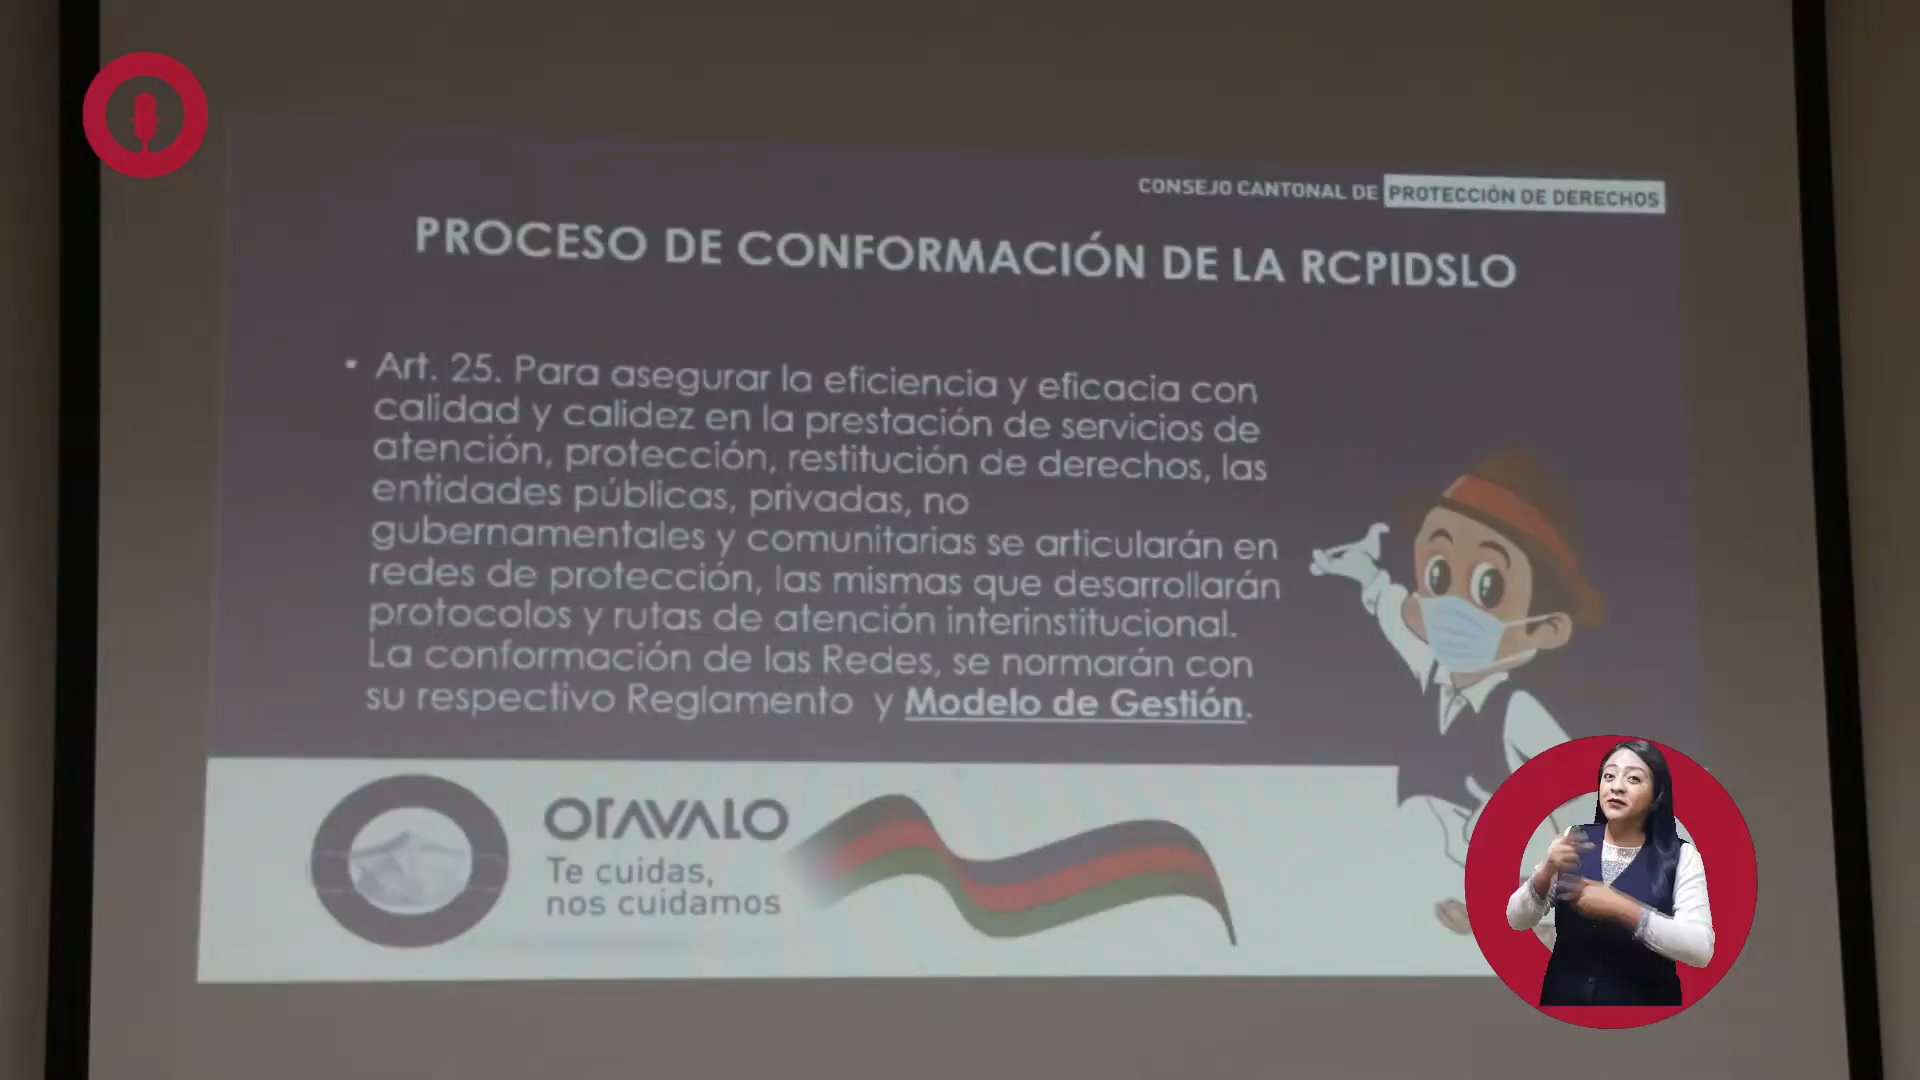 CONSEJO CANTONAL DE PROTECCIÓN DE DERECHOS
PROCESO DE CONFORMACIÓN DE LA RCPIDSLO
• Art. 25. Para asegurar la eficiencia y eficacia con
calidad y calidez en la prestación de servicios de
atención, protección, restitución de derechos, las
entidades públicas, privadas, no
gubernamentales y comunitarias se articularán en
redes de protección, las mismas que desarrollarán
protocolos y rutas de atención interinstitucional.
La conformación de las Redes, se normarán con
su respectivo Reglamento y Modelo de Gestión.
OTAVALO
Te cuidas,
nos cuidamos